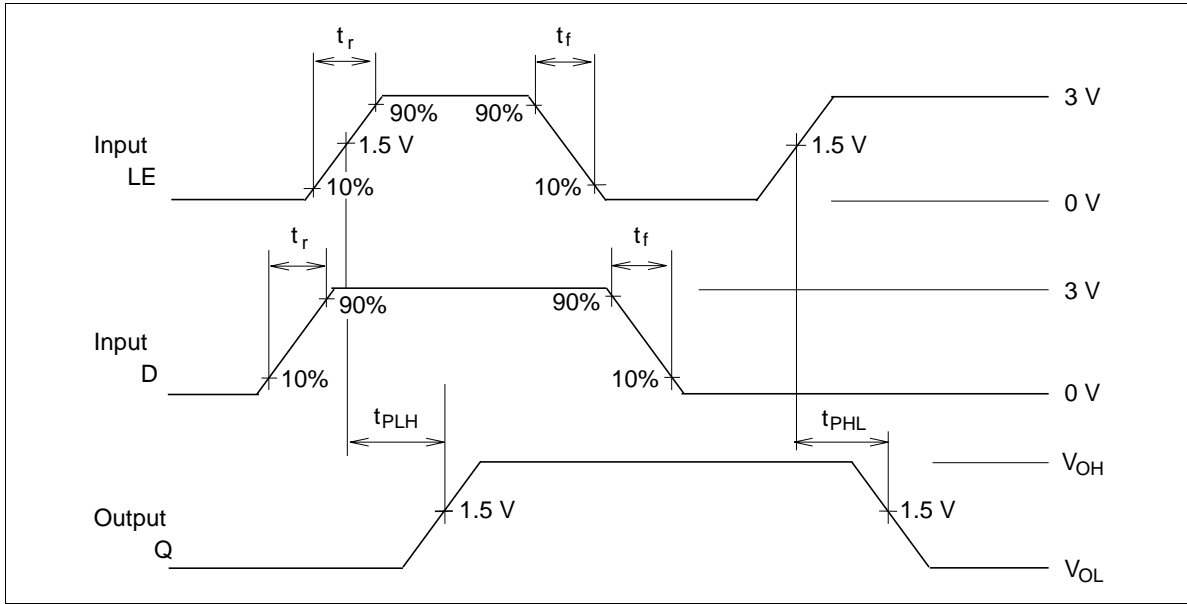 t r
t f
90%
90%
3 V
Input
LE
1.5 V
1.5 V
10%
10%
0 V
t r
t f
90%
90%
3 V
Input
D
10%
10%
0 V
tPLH
tPHL
VOH
Output
Q
1.5 V
1.5 V
VOL